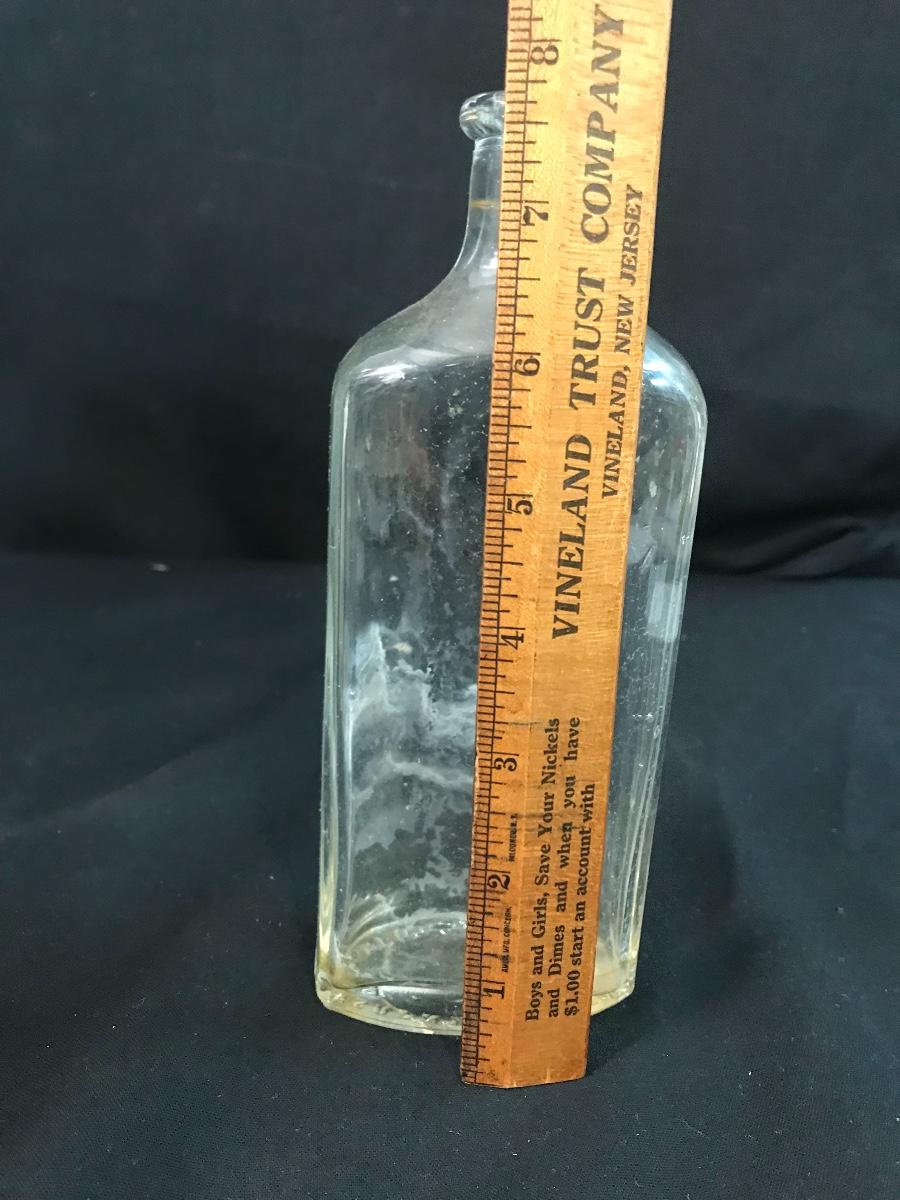 VINELAND TRUST COMPANY
VINELAND, NEW JERSEY
Boys and Girls, Save Your Nickels
and Dimes and when you have
$1.00 start an account with
1 2 3 4 5 6 7 8